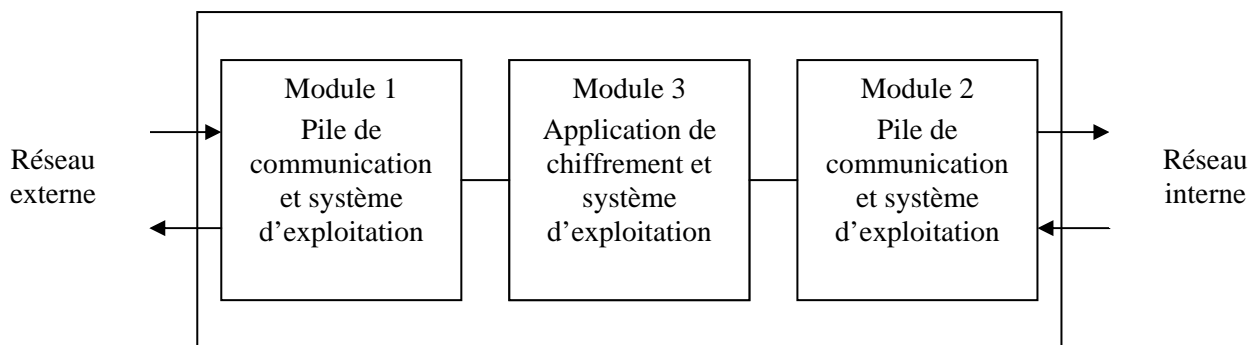 Réseau
externe
Module 1
Pile de
communication
et système
d’exploitation
Module 3
Application de
chiffrement et
système
d’exploitation
Module 2
Pile de
communication
et système
d’exploitation
Réseau
interne